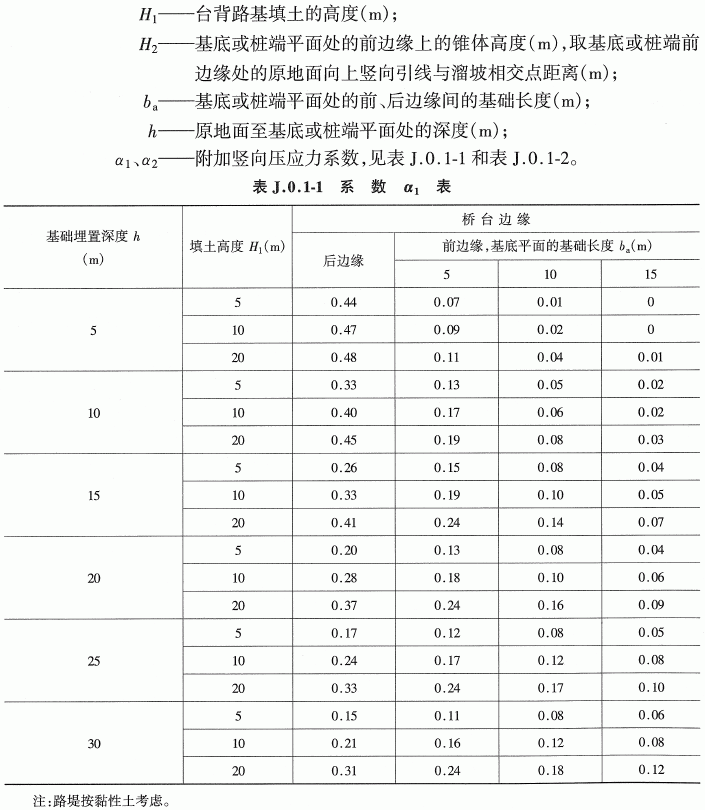 H₁——台背路基填土的高度(m);
H₂——基底或桩端平面处的前边缘上的锥体高度(m),取基底或桩端前
边缘处的原地面向上竖向引线与溜坡相交点距离(m);
bₐ——基底或桩端平面处的前、后边缘间的基础长度(m);
h——原地面至基底或桩端平面处的深度(m);
α₁、α₂——附加竖向压应力系数,见表 J.0.1-1 和表 J.0.1-2。
表 J.0.1-1 系 数 α₁ 表
基础埋置深度 h
(m)
填土高度 H₁(m)
桥台边缘
后边缘
前边缘,基底平面的基础长度 bₐ(m)
5 10 15
5
5 0.44 0.07 0.01 0
10 0.47 0.09 0.02 0
20 0.48 0.11 0.04 0.01
10
5 0.33 0.13 0.05 0.02
10 0.40 0.17 0.06 0.02
20 0.45 0.19 0.08 0.03
15
5 0.26 0.15 0.08 0.04
10 0.33 0.19 0.10 0.05
20 0.41 0.24 0.14 0.07
20
5 0.20 0.13 0.08 0.04
10 0.28 0.18 0.10 0.06
20 0.37 0.24 0.16 0.09
25
5 0.17 0.12 0.08 0.05
10 0.24 0.17 0.12 0.08
20 0.33 0.24 0.17 0.10
30
5 0.15 0.11 0.08 0.06
10 0.21 0.16 0.12 0.08
20 0.31 0.24 0.18 0.12
注:路堤按黏性土考虑。